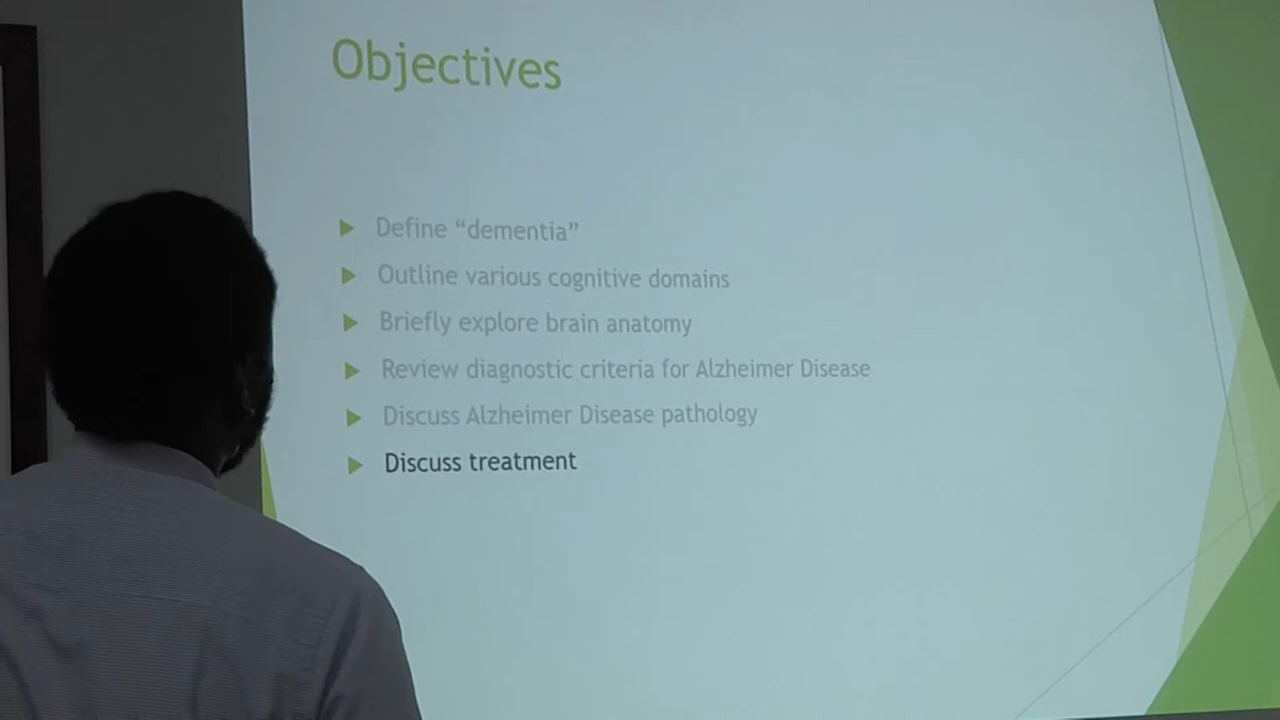 Objectives
Define “dementia”
Outline various cognitive domains
Briefly explore brain anatomy
Review diagnostic criteria for Alzheimer Disease
Discuss Alzheimer Disease pathology
Discuss treatment